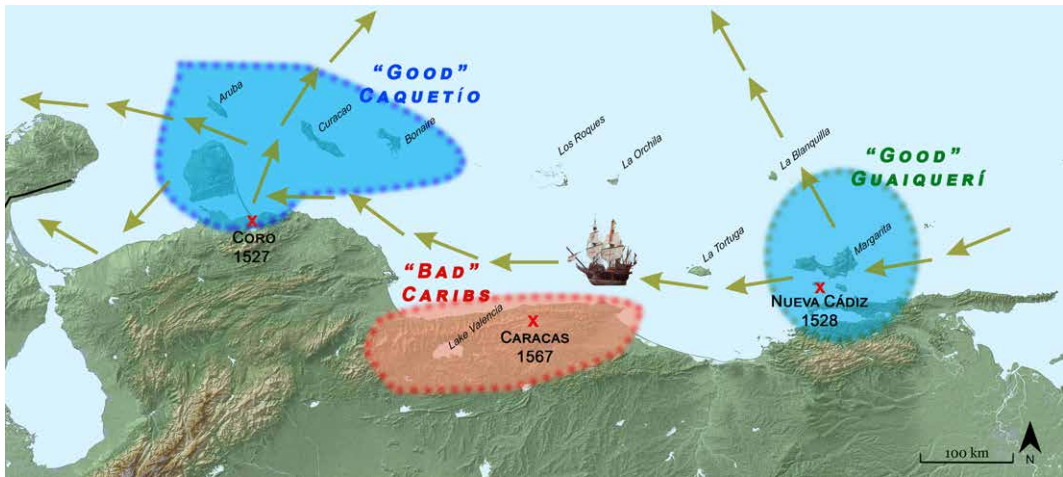 "GOOD"
CAQUETÍO
Aruba
Curacao
Bonaire
Los Roques
La Orchila
La Blanquilla
"GOOD"
GUAIQUERÍ
CORO
1527
"BAD"
CARIBS
La Tortuga
Margarita
NUEVA CÁDIZ
1528
Lake Valencia
X
X
X
CARACAS
1567
N
100 km